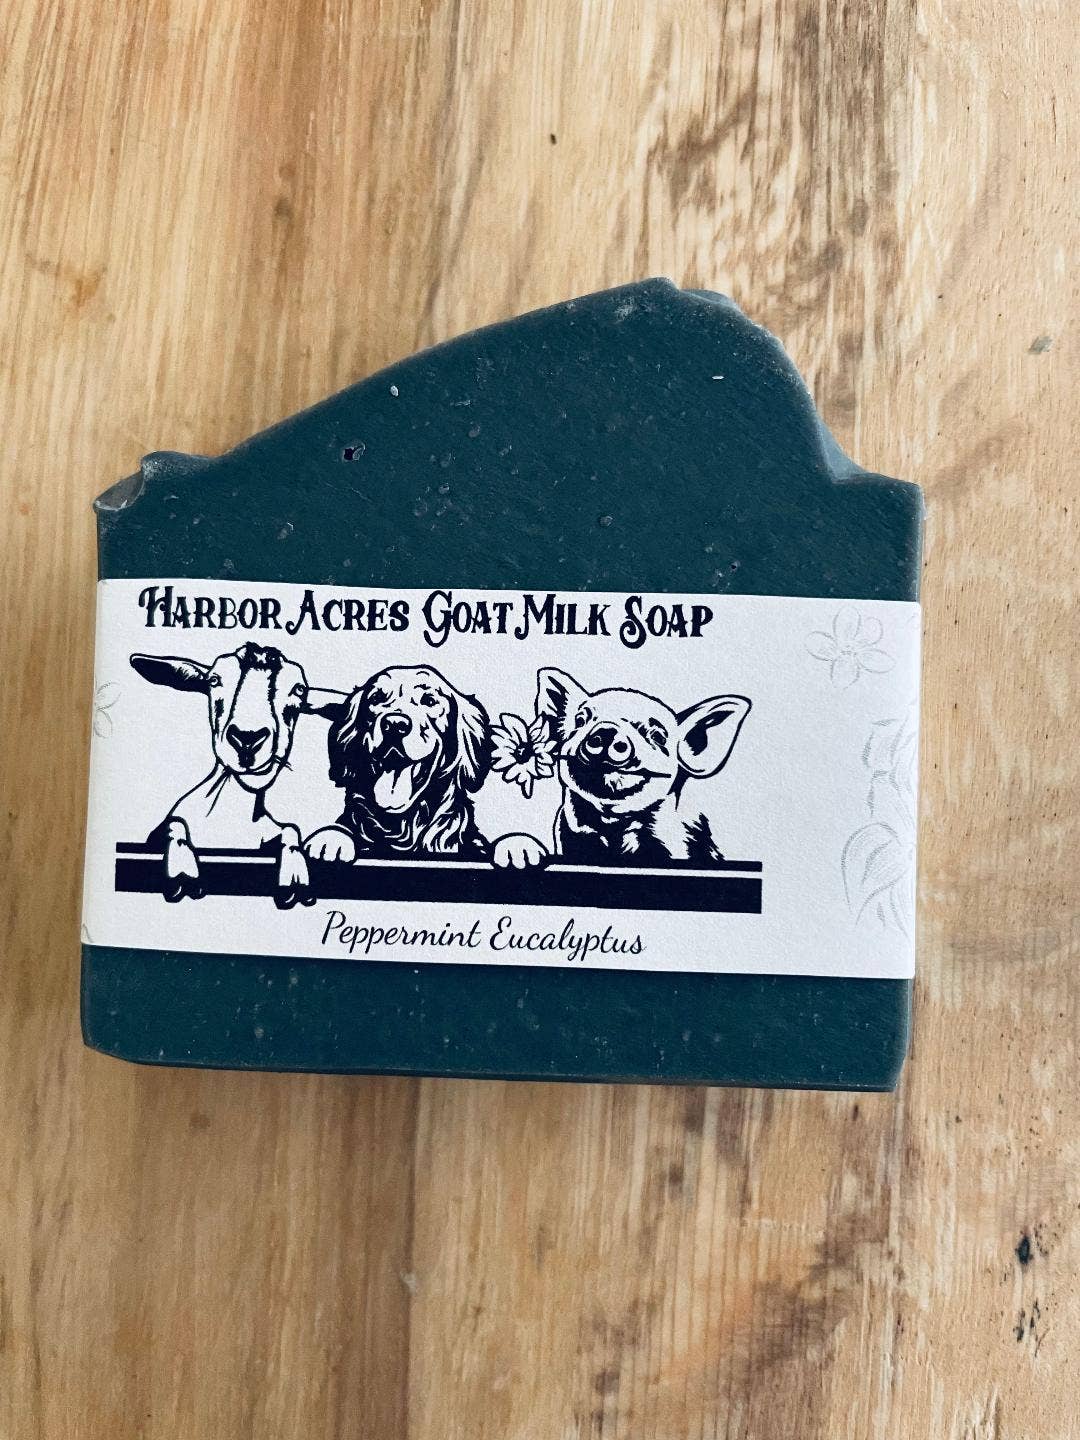 Harbor Acres Goat Milk Soap
Peppermint Eucalyptus